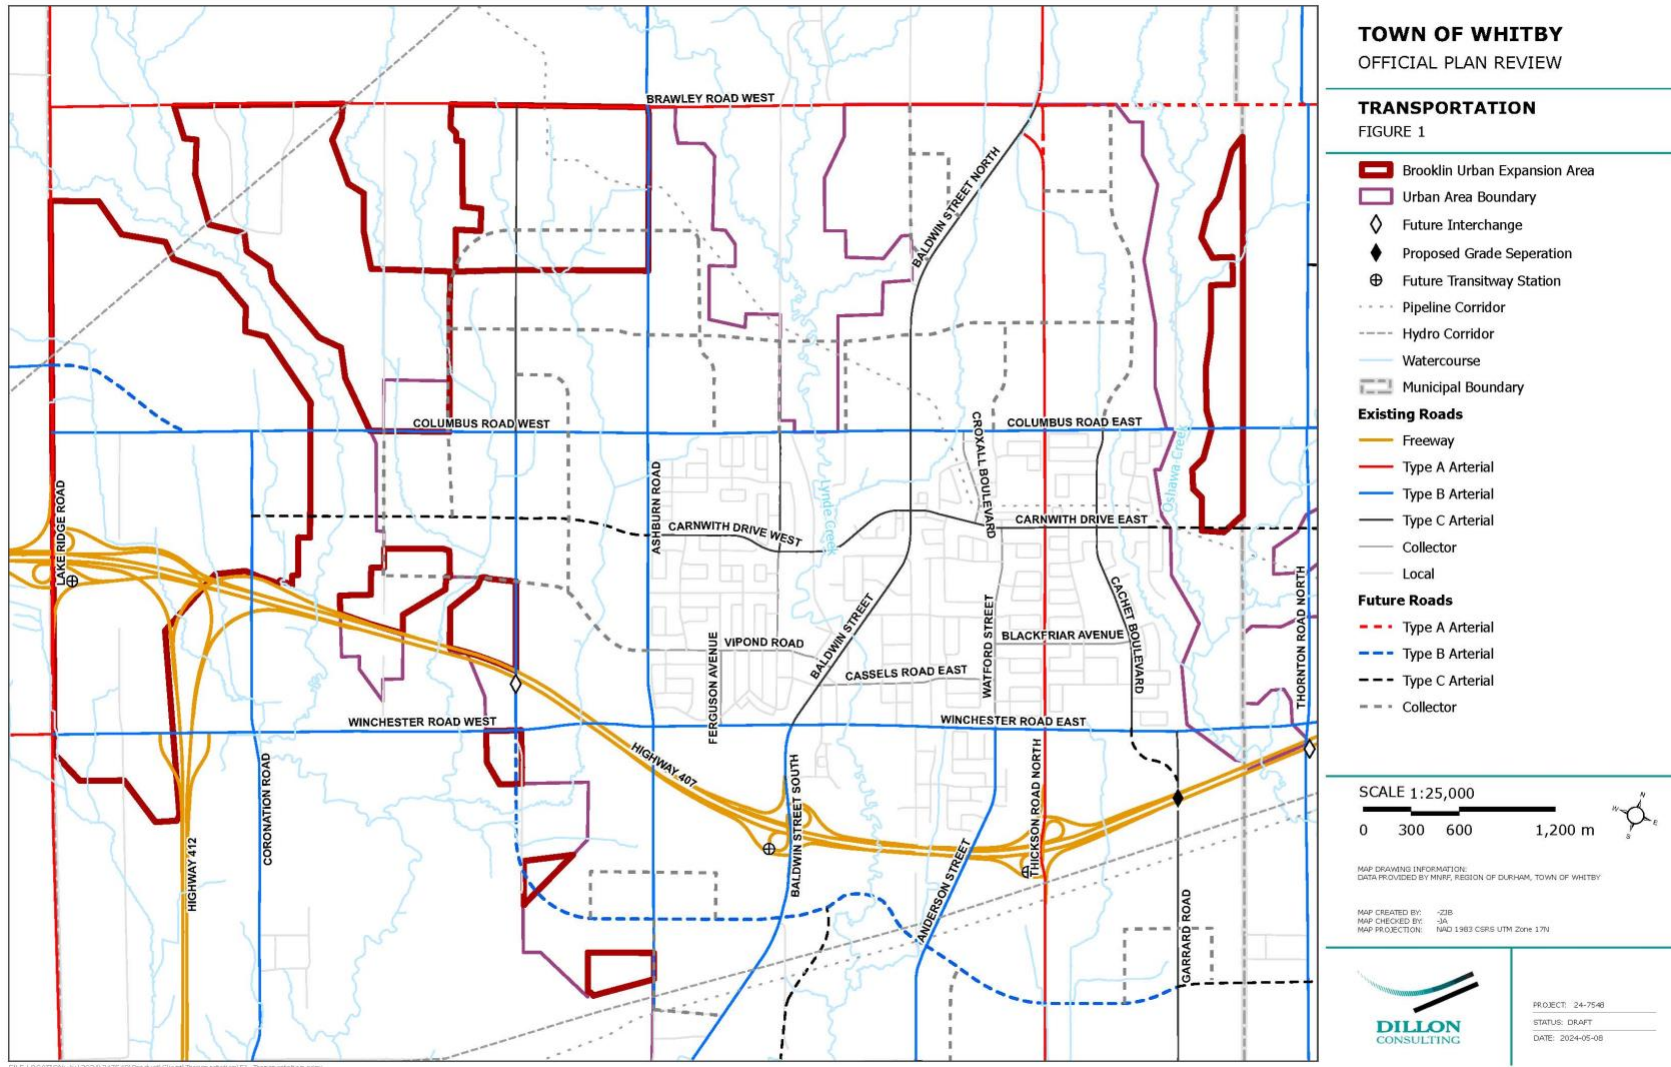 BRAWLEY ROAD WEST
BALDWIN STREET NORTH
COLUMBUS ROAD WEST
COLUMBUS ROAD EAST
CROXALL BOULEVARD
Oshawa Creek
LAKE RIDGE ROAD
ASHBURN ROAD
Lynde Creek
CARNWITH DRIVE WEST
CARNWITH DRIVE EAST
THORNTON ROAD NORTH
CACHET BOULEVARD
WATFORD STREET
BALDWIN STREET
FERGUSON AVENUE
VIPOND ROAD
BLACKFRIAR AVENUE
CASSELS ROAD EAST
WINCHESTER ROAD WEST
WINCHESTER ROAD EAST
HIGHWAY 407
CORONATION ROAD
BALDWIN STREET SOUTH
THICKSON ROAD NORTH
HIGHWAY 412
ANDERSON STREET
GARRARD ROAD
TOWN OF WHITBY
OFFICIAL PLAN REVIEW
TRANSPORTATION
FIGURE 1
Brooklin Urban Expansion Area
Urban Area Boundary
Future Interchange
Proposed Grade Seperation
Future Transitway Station
Pipeline Corridor
Hydro Corridor
Watercourse
Municipal Boundary
Existing Roads
Freeway
Type A Arterial
Type B Arterial
Type C Arterial
Collector
Local
Future Roads
Type A Arterial
Type B Arterial
Type C Arterial
Collector
SCALE 1:25,000
0 300 600 1,200 m
N
W
E
S
MAP DRAWING INFORMATION:
DATA PROVIDED BY MNRF, REGION OF DURHAM, TOWN OF WHITBY
MAP CREATED BY: -ZJB
MAP CHECKED BY: -JA
MAP PROJECTION: NAD 1983 CSRS UTM Zone 17N
DILLON
CONSULTING
PROJECT: 24-7548
STATUS: DRAFT
DATE: 2024-05-08